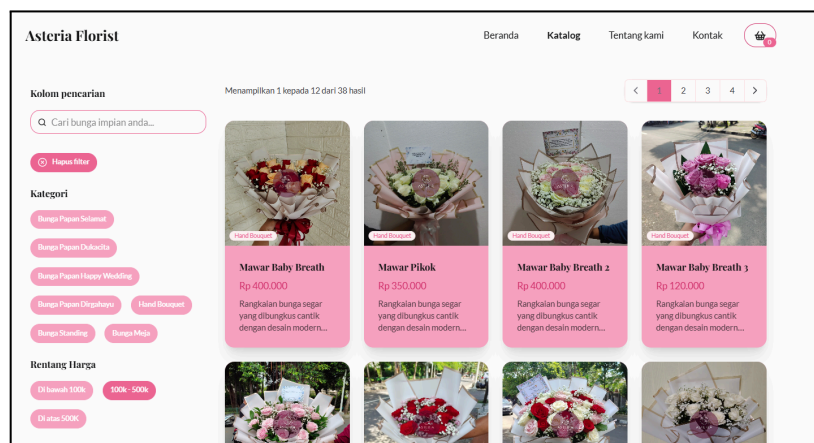 Asteria Florist
Beranda
Katalog
Tentang kami
Kontak
0
Kolom pencarian
Cari bunga impian anda...
Hapus filter
Kategori
Bunga Papan Selamat
Bunga Papan Dukacita
Bunga Papan Happy Wedding
Bunga Papan Dirgahayu
Hand Bouquet
Bunga Standing
Bunga Meja
Rentang Harga
Di bawah 100k
100k - 500k
Di atas 500K
Menampilkan 1 kepada 12 dari 38 hasil
1 2 3 4
Hand Bouquet
Mawar Baby Breath
Rp 400.000
Rangkaian bunga segar
yang dibungkus cantik
dengan desain modern...
Hand Bouquet
Mawar Pikok
Rp 350.000
Rangkaian bunga segar
yang dibungkus cantik
dengan desain modern...
Hand Bouquet
Mawar Baby Breath 2
Rp 400.000
Rangkaian bunga segar
yang dibungkus cantik
dengan desain modern...
Hand Bouquet
Mawar Baby Breath 3
Rp 120.000
Rangkaian bunga segar
yang dibungkus cantik
dengan desain modern...